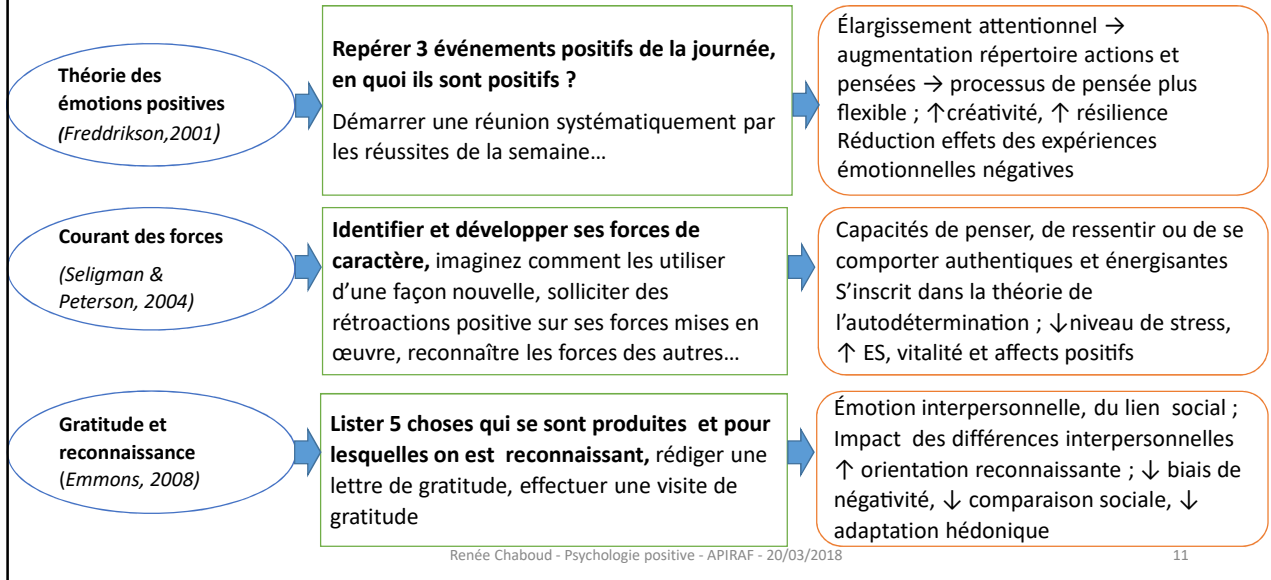 Théorie des
émotions positives
(Freddrikson,2001)
Repérer 3 événements positifs de la journée,
en quoi ils sont positifs ?
Démarrer une réunion systématiquement par
les réussites de la semaine…
Élargissement attentionnel →
augmentation répertoire actions et
pensées → processus de pensée plus
flexible ; ↑créativité, ↑ résilience
Réduction effets des expériences
émotionnelles négatives
Courant des forces
(Seligman &
Peterson, 2004)
Identifier et développer ses forces de
caractère, imaginez comment les utiliser
d’une façon nouvelle, solliciter des
rétroactions positive sur ses forces mises en
œuvre, reconnaître les forces des autres…
Capacités de penser, de ressentir ou de se
comporter authentiques et énergisantes
S’inscrit dans la théorie de
l’autodétermination ; ↓niveau de stress,
↑ ES, vitalité et affects positifs
Gratitude et
reconnaissance
(Emmons, 2008)
Lister 5 choses qui se sont produites et pour
lesquelles on est reconnaissant, rédiger une
lettre de gratitude, effectuer une visite de
gratitude
Émotion interpersonnelle, du lien social ;
Impact des différences interpersonnelles
↑ orientation reconnaissante ; ↓ biais de
négativité, ↓ comparaison sociale, ↓
adaptation hédonique
Renée Chaboud - Psychologie positive - APIRAF - 20/03/2018
11